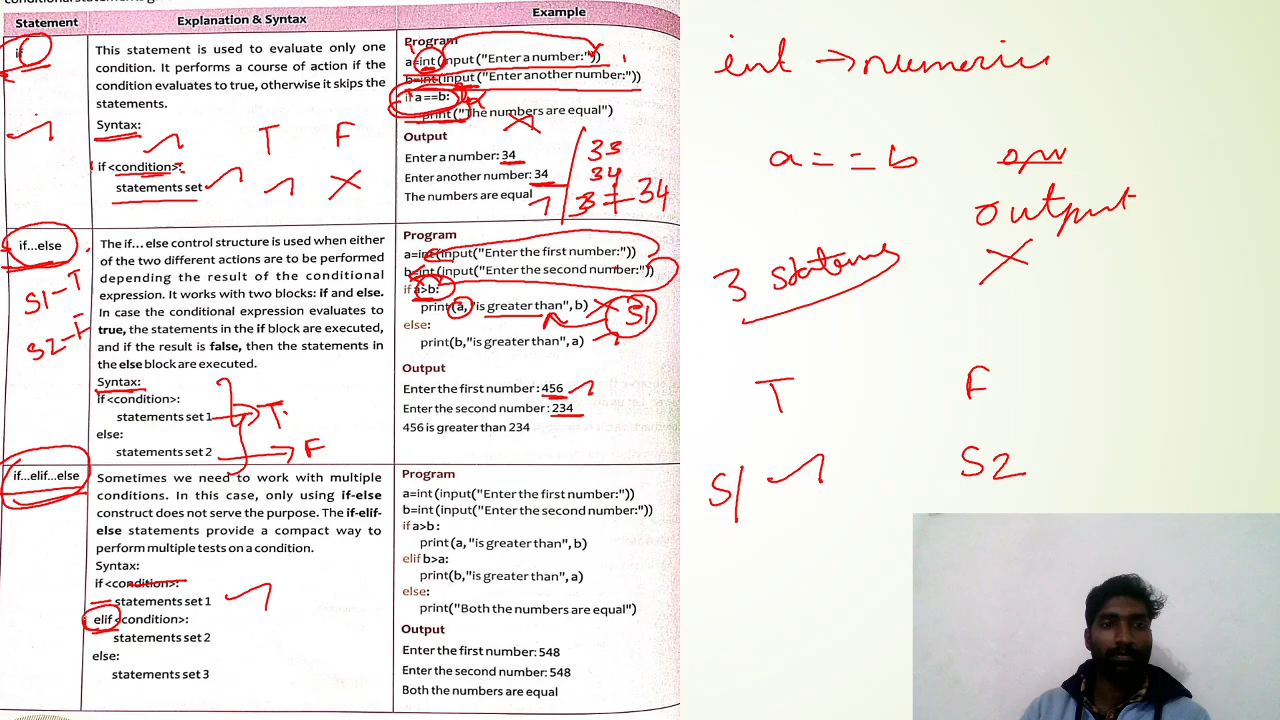 Statement
Explanation & Syntax
Example
if
This statement is used to evaluate only one
condition. It performs a course of action if the
condition evaluates to true, otherwise it skips the
statements.
Syntax:
T F
if <condition>:
statements set
Program
a=int(input("Enter a number:"))
b=int(input("Enter another number:"))
if a==b:
print("The numbers are equal")
Output
Enter a number: 34
Enter another number: 34
The numbers are equal
33
34
34
if...else
S1-T
S2-F
The if... else control structure is used when either
of the two different actions are to be performed
depending the result of the conditional
expression. It works with two blocks: if and else.
In case the conditional expression evaluates to
true, the statements in the if block are executed,
and if the result is false, then the statements in
the else block are executed.
Syntax:
if <condition>:
statements set 1 T.
else:
statements set 2 F
Program
a=int(input("Enter the first number:"))
b=int(input("Enter the second number:"))
if a>b:
print(a, "is greater than", b) S1
else:
print(b,"is greater than", a)
Output
Enter the first number : 456
Enter the second number : 234
456 is greater than 234
if...elif...else
Sometimes we need to work with multiple
conditions. In this case, only using if-else
construct does not serve the purpose. The if-elif-
else statements provide a compact way to
perform multiple tests on a condition.
Syntax:
if <condition>:
statements set 1
elif <condition>:
statements set 2
else:
statements set 3
Program
a=int(input("Enter the first number:"))
b=int(input("Enter the second number:"))
if a>b :
print(a, "is greater than", b)
elif b>a:
print(b,"is greater than", a)
else:
print("Both the numbers are equal")
Output
Enter the first number: 548
Enter the second number: 548
Both the numbers are equal
int → numeric
a = = b
output
3 statems
T F
S1 S2